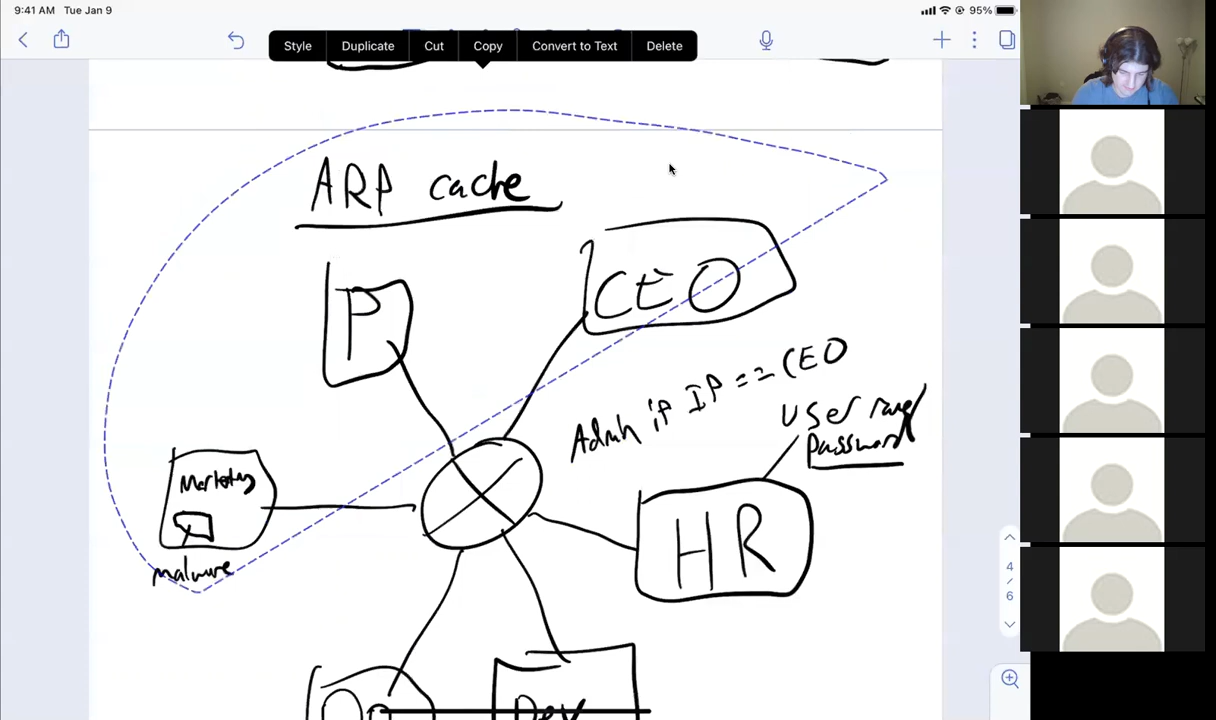 9:41 AM Tue Jan 9
95%
Style Duplicate Cut Copy Convert to Text Delete
ARP cache
P
CEO
Admin if IP == CEO
User name
Password
Marketing
malware
HR
4
/
6
Dev